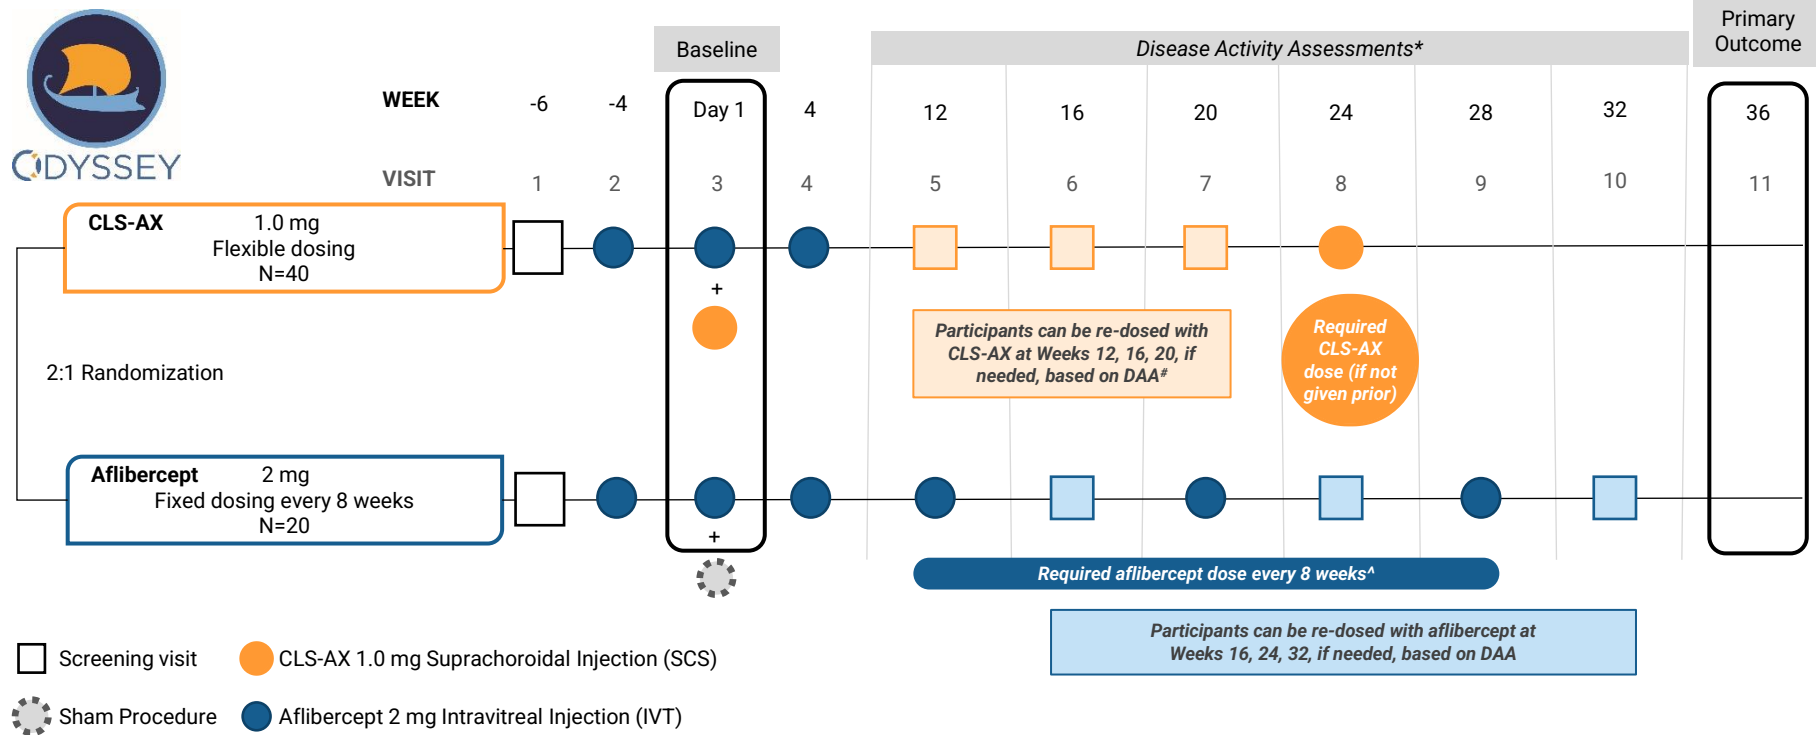 ODYSSEY
Baseline
Disease Activity Assessments*
Primary
Outcome
WEEK -6 -4 Day 1 4 12 16 20 24 28 32 36
VISIT 1 2 3 4 5 6 7 8 9 10 11
CLS-AX 1.0 mg
Flexible dosing
N=40
+
Participants can be re-dosed with
CLS-AX at Weeks 12, 16, 20, if
needed, based on DAA#
Required
CLS-AX
dose (if not
given prior)
2:1 Randomization
Aflibercept 2 mg
Fixed dosing every 8 weeks
N=20
+
Required aflibercept dose every 8 weeks^
Participants can be re-dosed with aflibercept at
Weeks 16, 24, 32, if needed, based on DAA
Screening visit
CLS-AX 1.0 mg Suprachoroidal Injection (SCS)
Sham Procedure
Aflibercept 2 mg Intravitreal Injection (IVT)